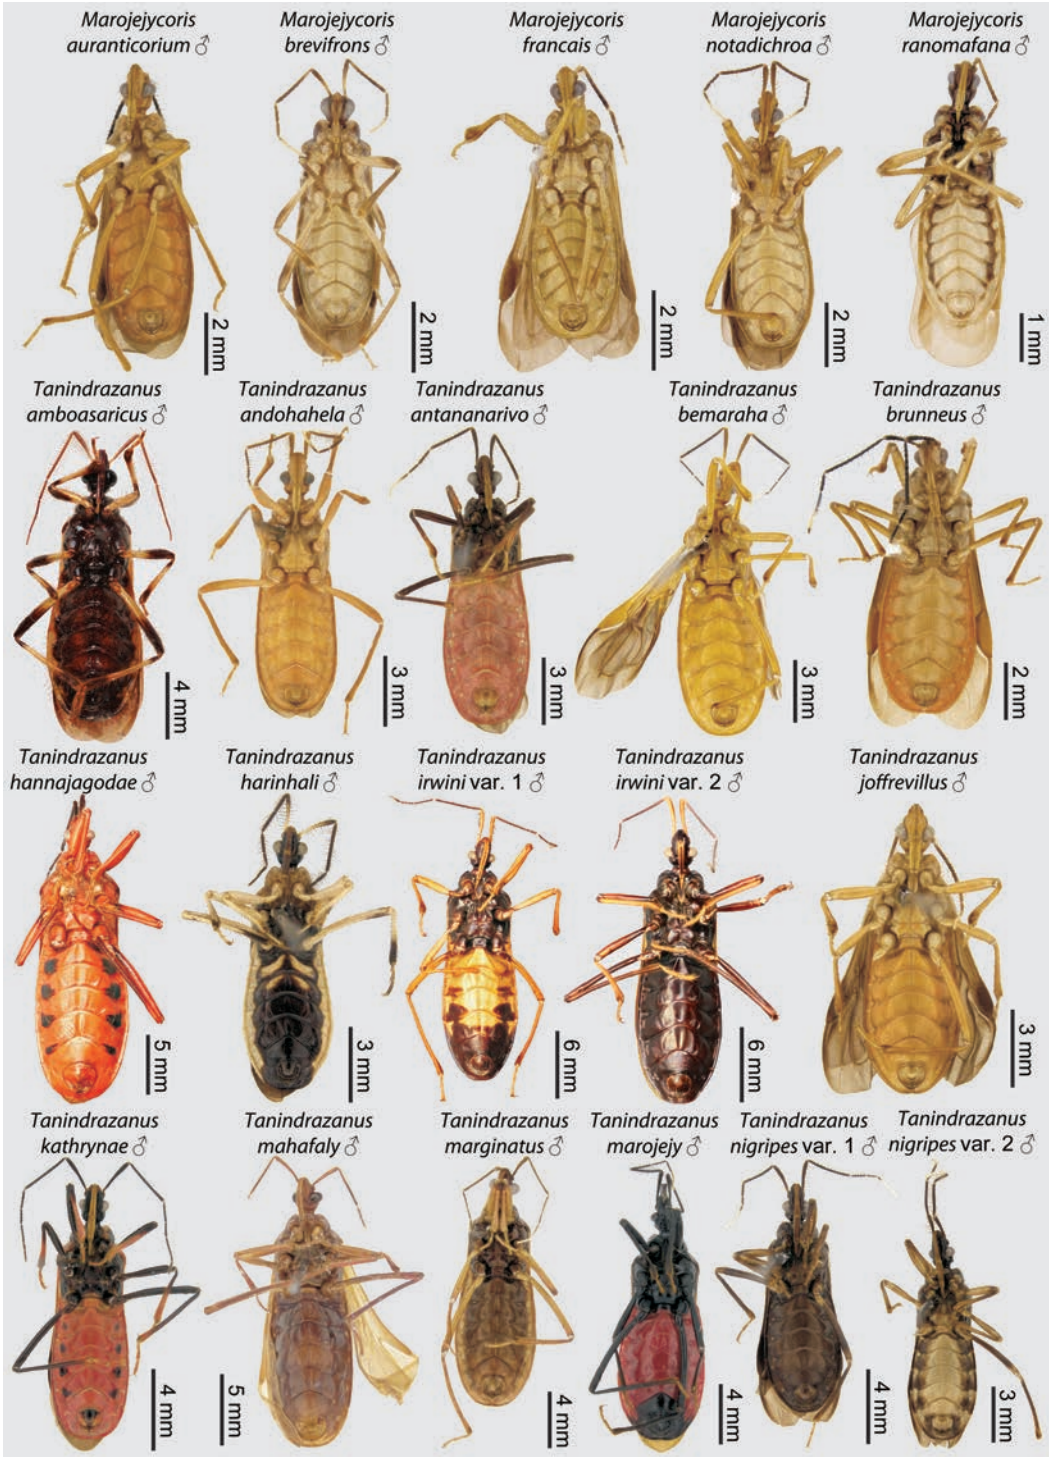 Marojejycoris
auranticorium ♂
Marojejycoris
brevifrons ♂
Marojejycoris
francais ♂
Marojejycoris
notadichroa ♂
Marojejycoris
ranomafana ♂
2 mm
2 mm
2 mm
2 mm
1 mm
Tanindrazanus
amboasaricus ♂
Tanindrazanus
andohahela ♂
Tanindrazanus
antananarivo ♂
Tanindrazanus
bemaraha ♂
Tanindrazanus
brunneus ♂
4 mm
3 mm
3 mm
3 mm
2 mm
Tanindrazanus
hannajagodae ♂
Tanindrazanus
harinhali ♂
Tanindrazanus
irwini var. 1 ♂
Tanindrazanus
irwini var. 2 ♂
Tanindrazanus
joffrevillus ♂
5 mm
3 mm
6 mm
6 mm
3 mm
Tanindrazanus
kathrynae ♂
Tanindrazanus
mahafaly ♂
Tanindrazanus
marginatus ♂
Tanindrazanus
marojejy ♂
Tanindrazanus
nigripes var. 1 ♂
Tanindrazanus
nigripes var. 2 ♂
4 mm
5 mm
4 mm
4 mm
4 mm
3 mm